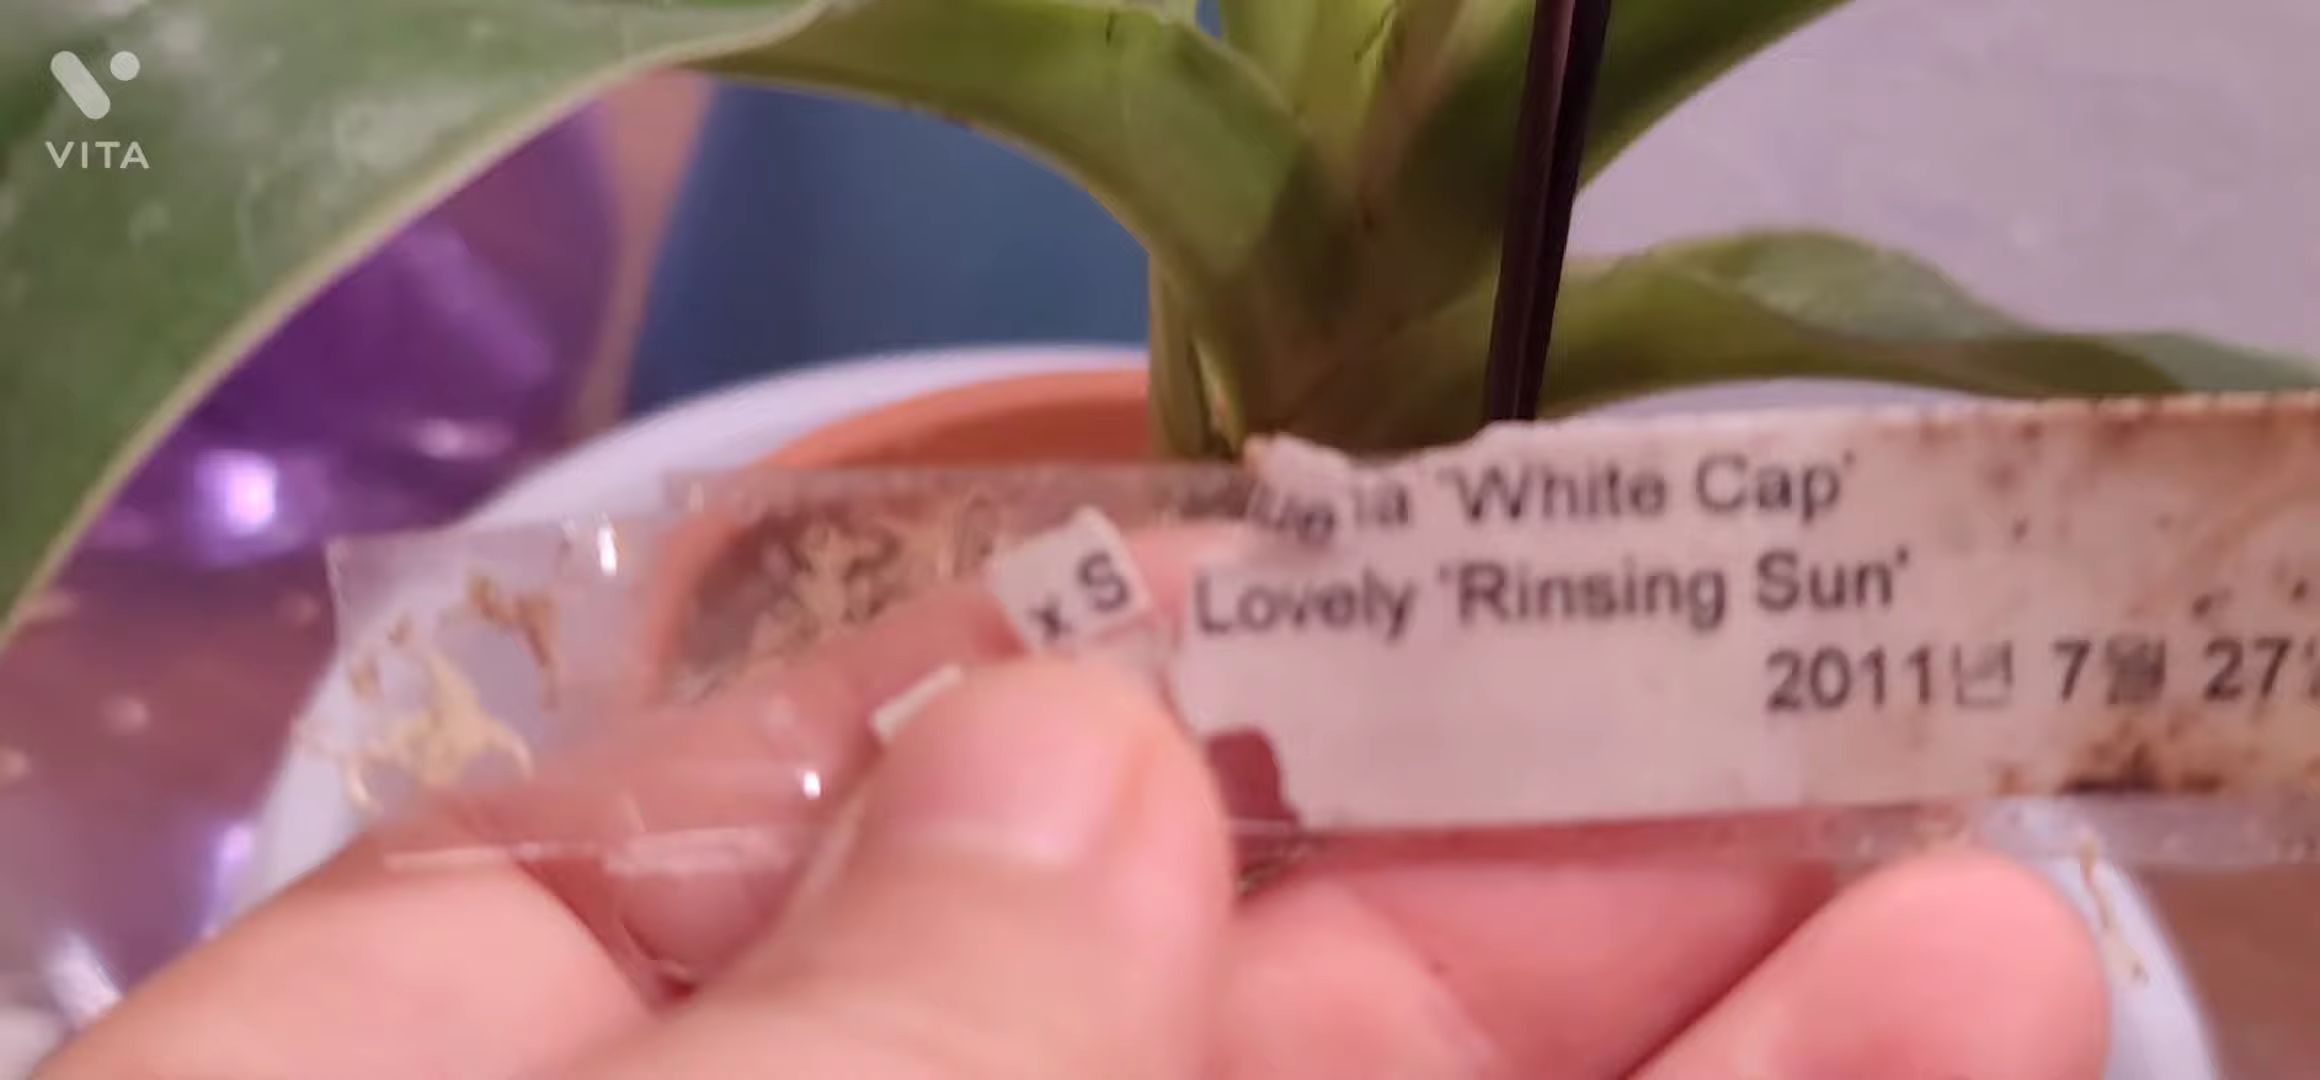 VITA
'White Cap'
x S Lovely 'Rinsing Sun'
2011년 7월 27